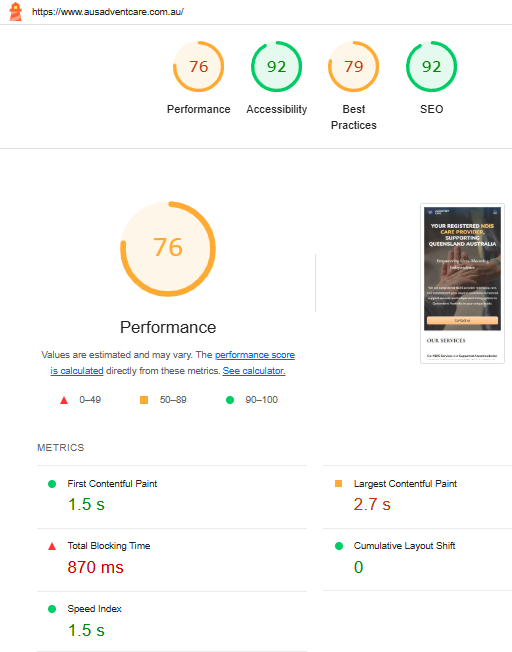 https://www.ausadventcare.com.au/
76
92
79
92
Performance
Accessibility
Best
Practices
SEO
76
Performance
Values are estimated and may vary. The performance score
is calculated directly from these metrics. See calculator.
0–49
50–89
90–100
YOUR REGISTERED NDIS
CARE PROVIDER,
SUPPORTING
QUEENSLAND AUSTRALIA
OUR SERVICES
METRICS
First Contentful Paint
1.5 s
Largest Contentful Paint
2.7 s
Total Blocking Time
870 ms
Cumulative Layout Shift
0
Speed Index
1.5 s